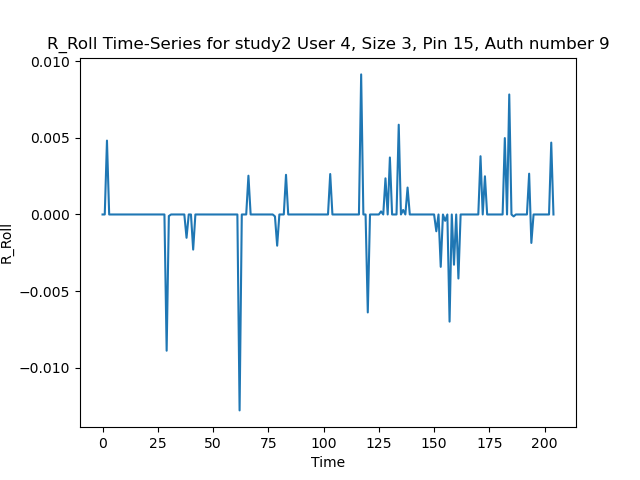 R_Roll Time-Series for study2 User 4, Size 3, Pin 15, Auth number 9
0.010
0.005
0.000
−0.005
−0.010
R_Roll
0 25 50 75 100 125 150 175 200
Time